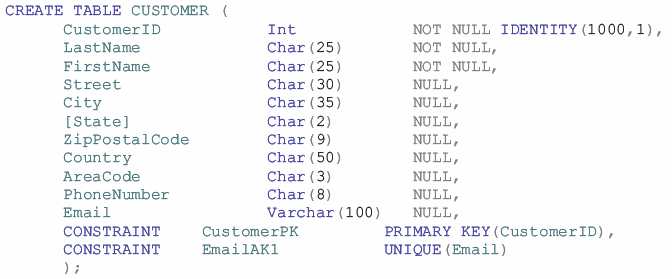 CREATE TABLE CUSTOMER (
CustomerID Int NOT NULL IDENTITY(1000,1),
LastName Char(25) NOT NULL,
FirstName Char(25) NOT NULL,
Street Char(30) NULL,
City Char(35) NULL,
[State] Char(2) NULL,
ZipPostalCode Char(9) NULL,
Country Char(50) NULL,
AreaCode Char(3) NULL,
PhoneNumber Char(8) NULL,
Email Varchar(100) NULL,
CONSTRAINT CustomerPK PRIMARY KEY(CustomerID),
CONSTRAINT EmailAK1 UNIQUE(Email)
);